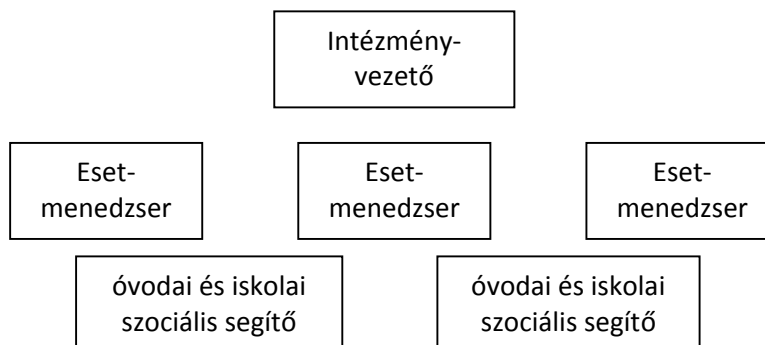 Intézmény-
vezető
Eset-
menedzser
Eset-
menedzser
Eset-
menedzser
óvodai és iskolai
szociális segítő
óvodai és iskolai
szociális segítő